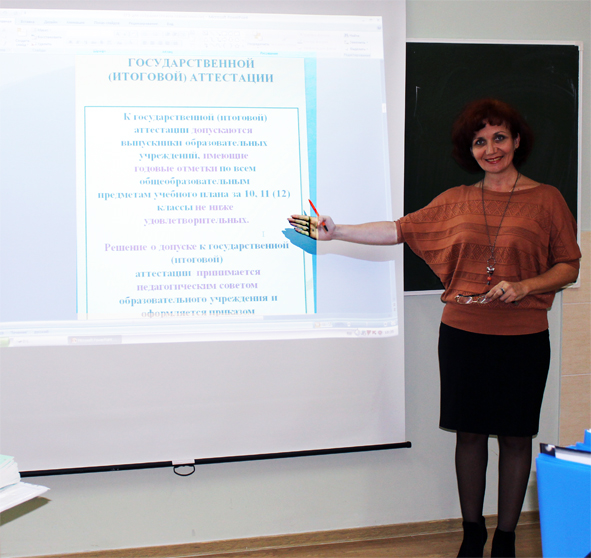 ГОСУДАРСТВЕННОЙ
(ИТОГОВОЙ) АТТЕСТАЦИИ
К государственной (итоговой)
аттестации допускаются
выпускники образовательных
учреждений, имеющие
годовые отметки по всем
общеобразовательным
предметам учебного плана за 10, 11 (12)
классы не ниже
удовлетворительных.
Решение о допуске к государственной
(итоговой)
аттестации принимается
педагогическим советом
образовательного учреждения и
оформляется приказом